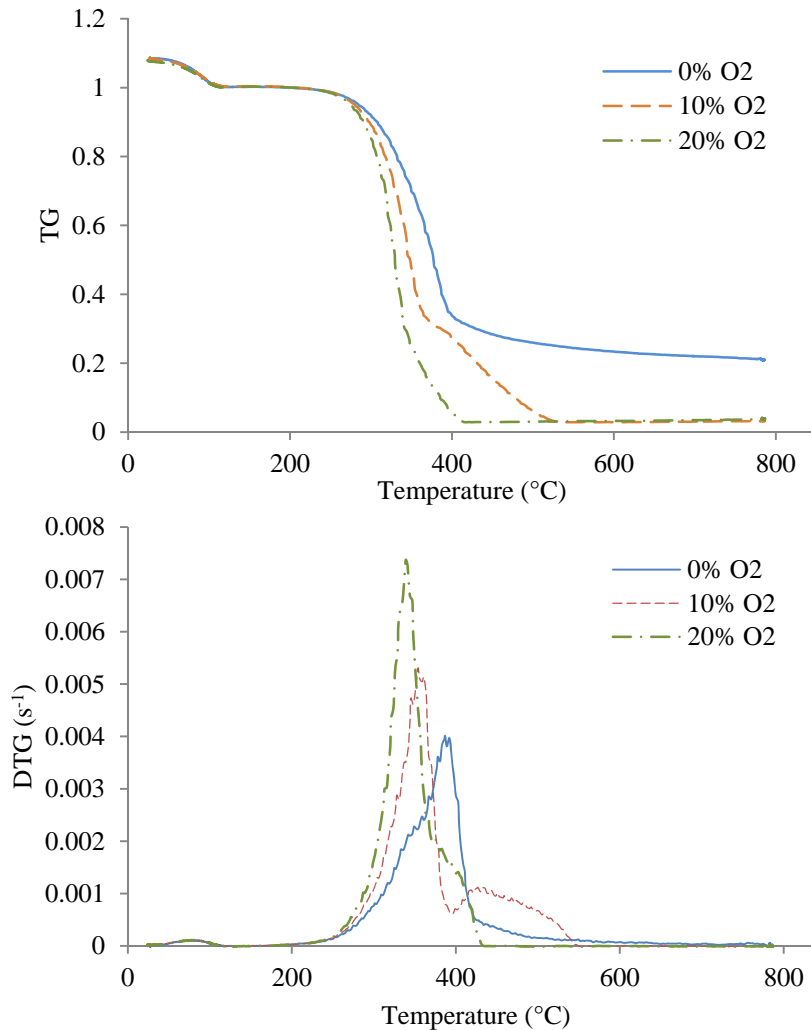 1.2
1
0.8
0.6
0.4
0.2
0
TG
0% O2
10% O2
20% O2
0 200 400 600 800
Temperature (°C)
0.008
0.007
0.006
0.005
0.004
0.003
0.002
0.001
0
DTG (s⁻¹)
0% O2
10% O2
20% O2
0 200 400 600 800
Temperature (°C)